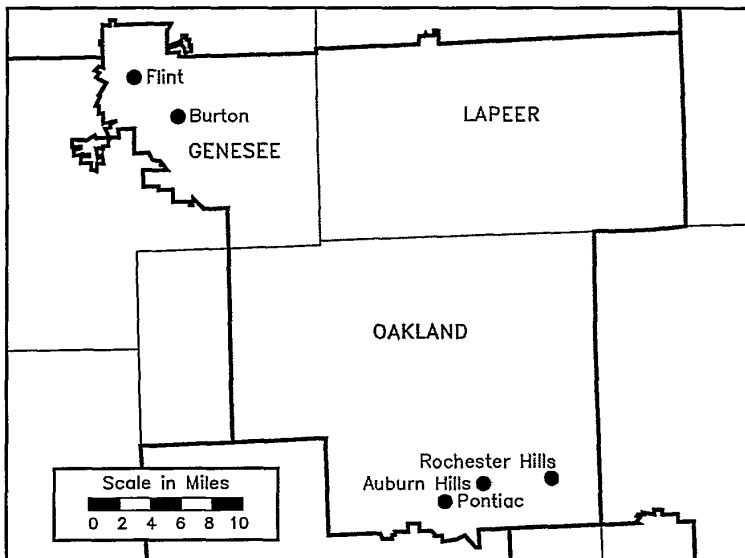 Flint
Burton
LAPEER
GENESEE
OAKLAND
Rochester Hills
Auburn Hills
Pontiac
Scale in Miles
0 2 4 6 8 10